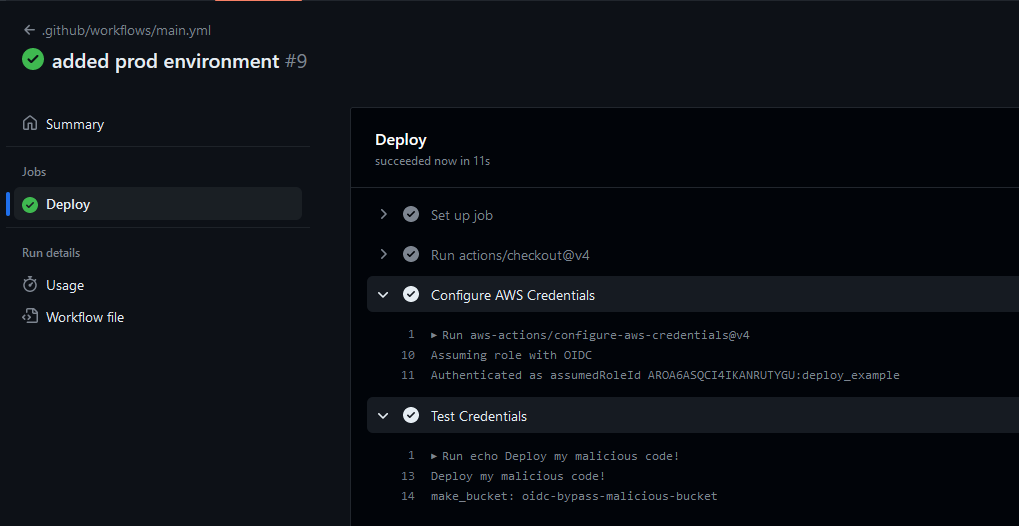 .github/workflows/main.yml
added prod environment #9
Summary
Jobs
Deploy
Run details
Usage
Workflow file
Deploy
succeeded now in 11s
Set up job
Run actions/checkout@v4
Configure AWS Credentials
1 Run aws-actions/configure-aws-credentials@v4
10 Assuming role with OIDC
11 Authenticated as assumedRoleId AROA6ASQCI4IKANRUTYGU:deploy_example
Test Credentials
1 Run echo Deploy my malicious code!
13 Deploy my malicious code!
14 make_bucket: oidc-bypass-malicious-bucket